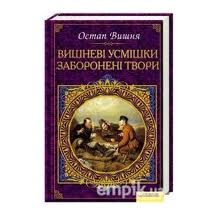 Остап Вишня
ВИШНЕВІ УСМІШКИ
ЗАБОРОНЕНІ ТВОРИ
empik.ua